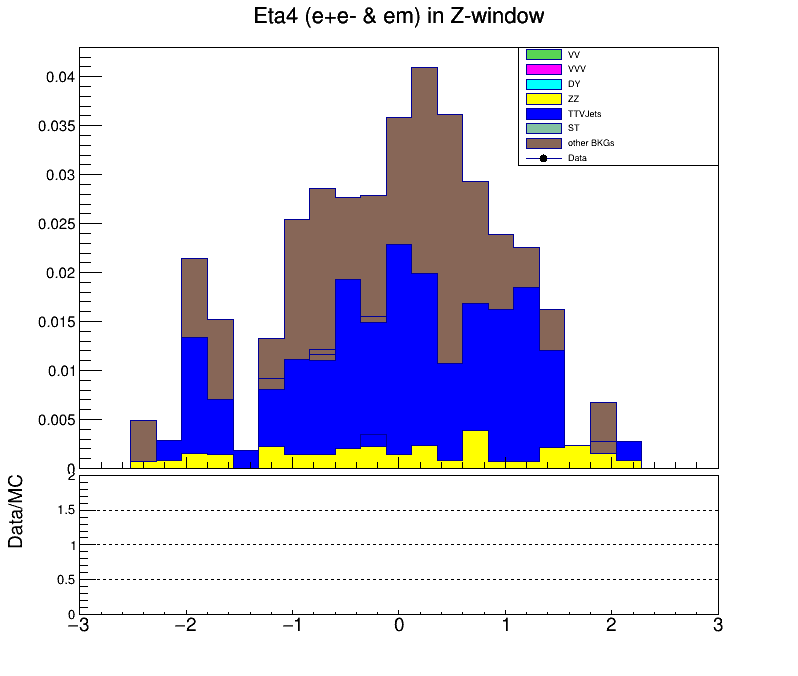 Eta4 (e+e- & em) in Z-window
0.04
0.035
0.03
0.025
0.02
0.015
0.01
0.005
0
VV
VVV
DY
ZZ
TTVJets
ST
other BKGs
Data
Data/MC
2
1.5
1
0.5
0
−3 −2 −1 0 1 2 3